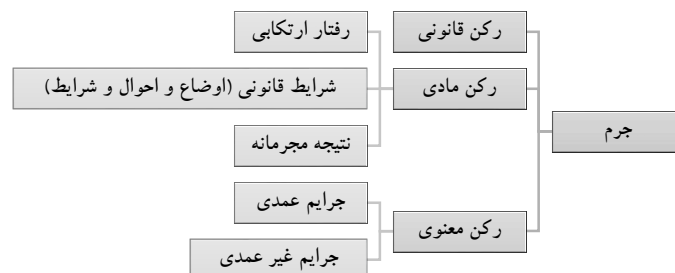 جرم
رکن قانونی
رکن مادی
رفتار ارتکابی
شرایط قانونی (اوضاع و احوال و شرایط)
نتیجه مجرمانه
رکن معنوی
جرایم عمدی
جرایم غیر عمدی